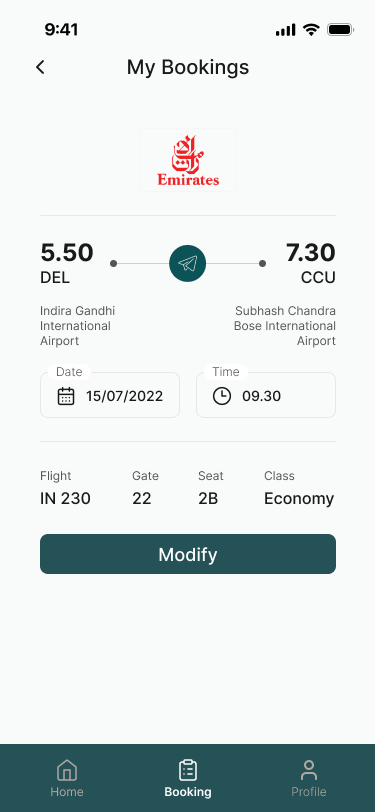 9:41
My Bookings
Emirates
5.50
7.30
DEL
CCU
Indira Gandhi
International
Airport
Subhash Chandra
Bose International
Airport
Date
15/07/2022
Time
09.30
Flight Gate Seat Class
IN 230 22 2B Economy
Modify
Home Booking Profile